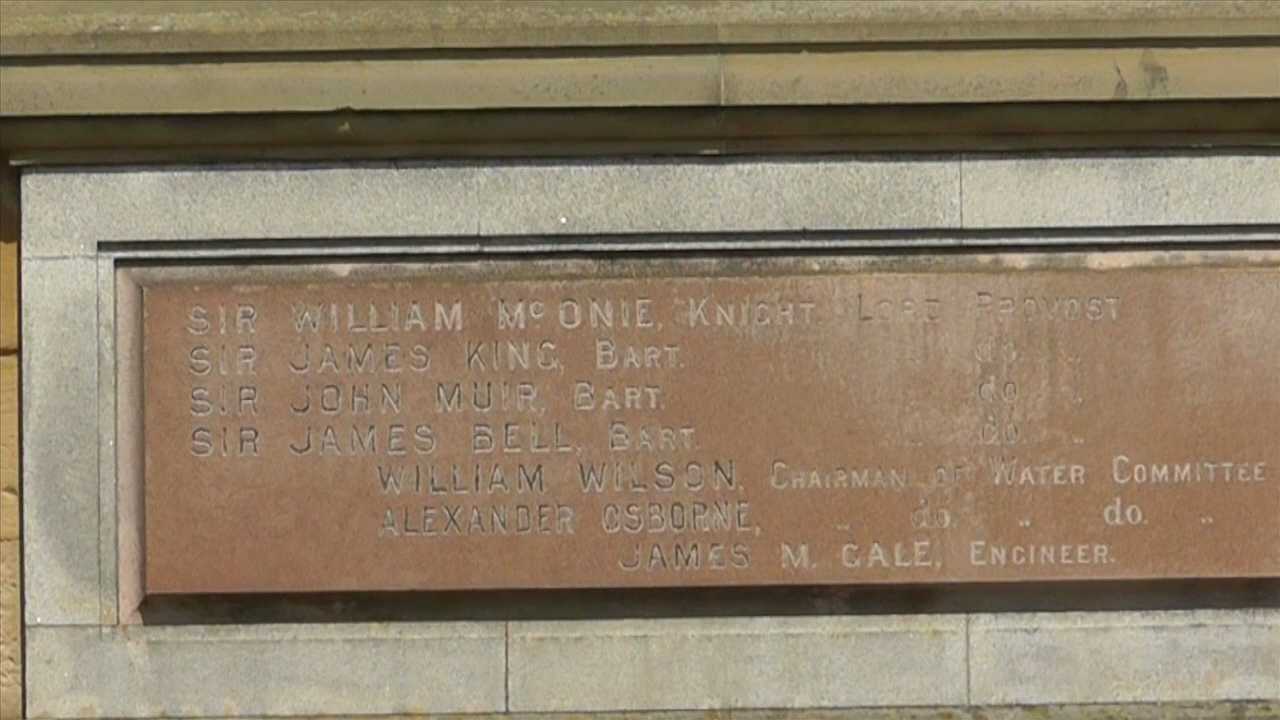 SIR WILLIAM McONIE, KNIGHT LORD PROVOST
SIR JAMES KING, BART. do.
SIR JOHN MUIR, BART. do „
SIR JAMES BELL, BART. do. „
WILLIAM WILSON, CHAIRMAN OF WATER COMMITTEE
ALEXANDER OSBORNE, „ do. „ do. „
JAMES M. GALE, ENGINEER.